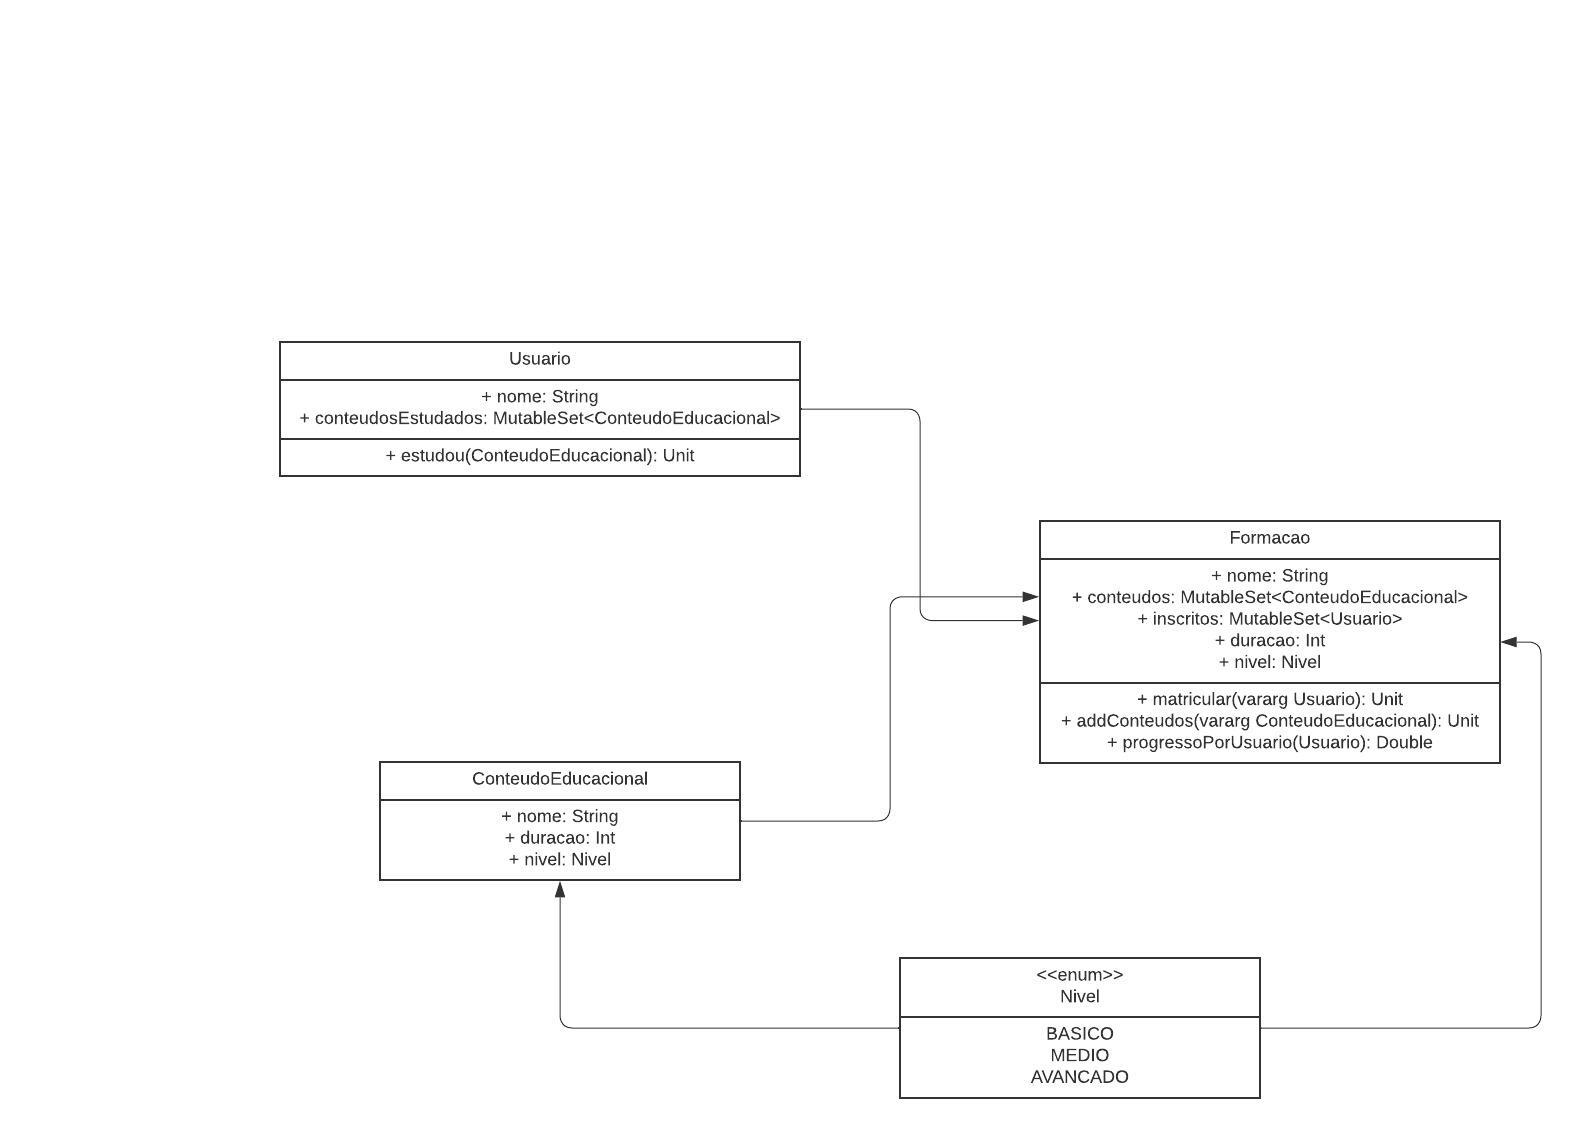 Usuario
+ nome: String
+ conteudosEstudados: MutableSet<ConteudoEducacional>
+ estudou(ConteudoEducacional): Unit
Formacao
+ nome: String
+ conteudos: MutableSet<ConteudoEducacional>
+ inscritos: MutableSet<Usuario>
+ duracao: Int
+ nivel: Nivel
+ matricular(vararg Usuario): Unit
+ addConteudos(vararg ConteudoEducacional): Unit
+ progressoPorUsuario(Usuario): Double
ConteudoEducacional
+ nome: String
+ duracao: Int
+ nivel: Nivel
<<enum>>
Nivel
BASICO
MEDIO
AVANCADO